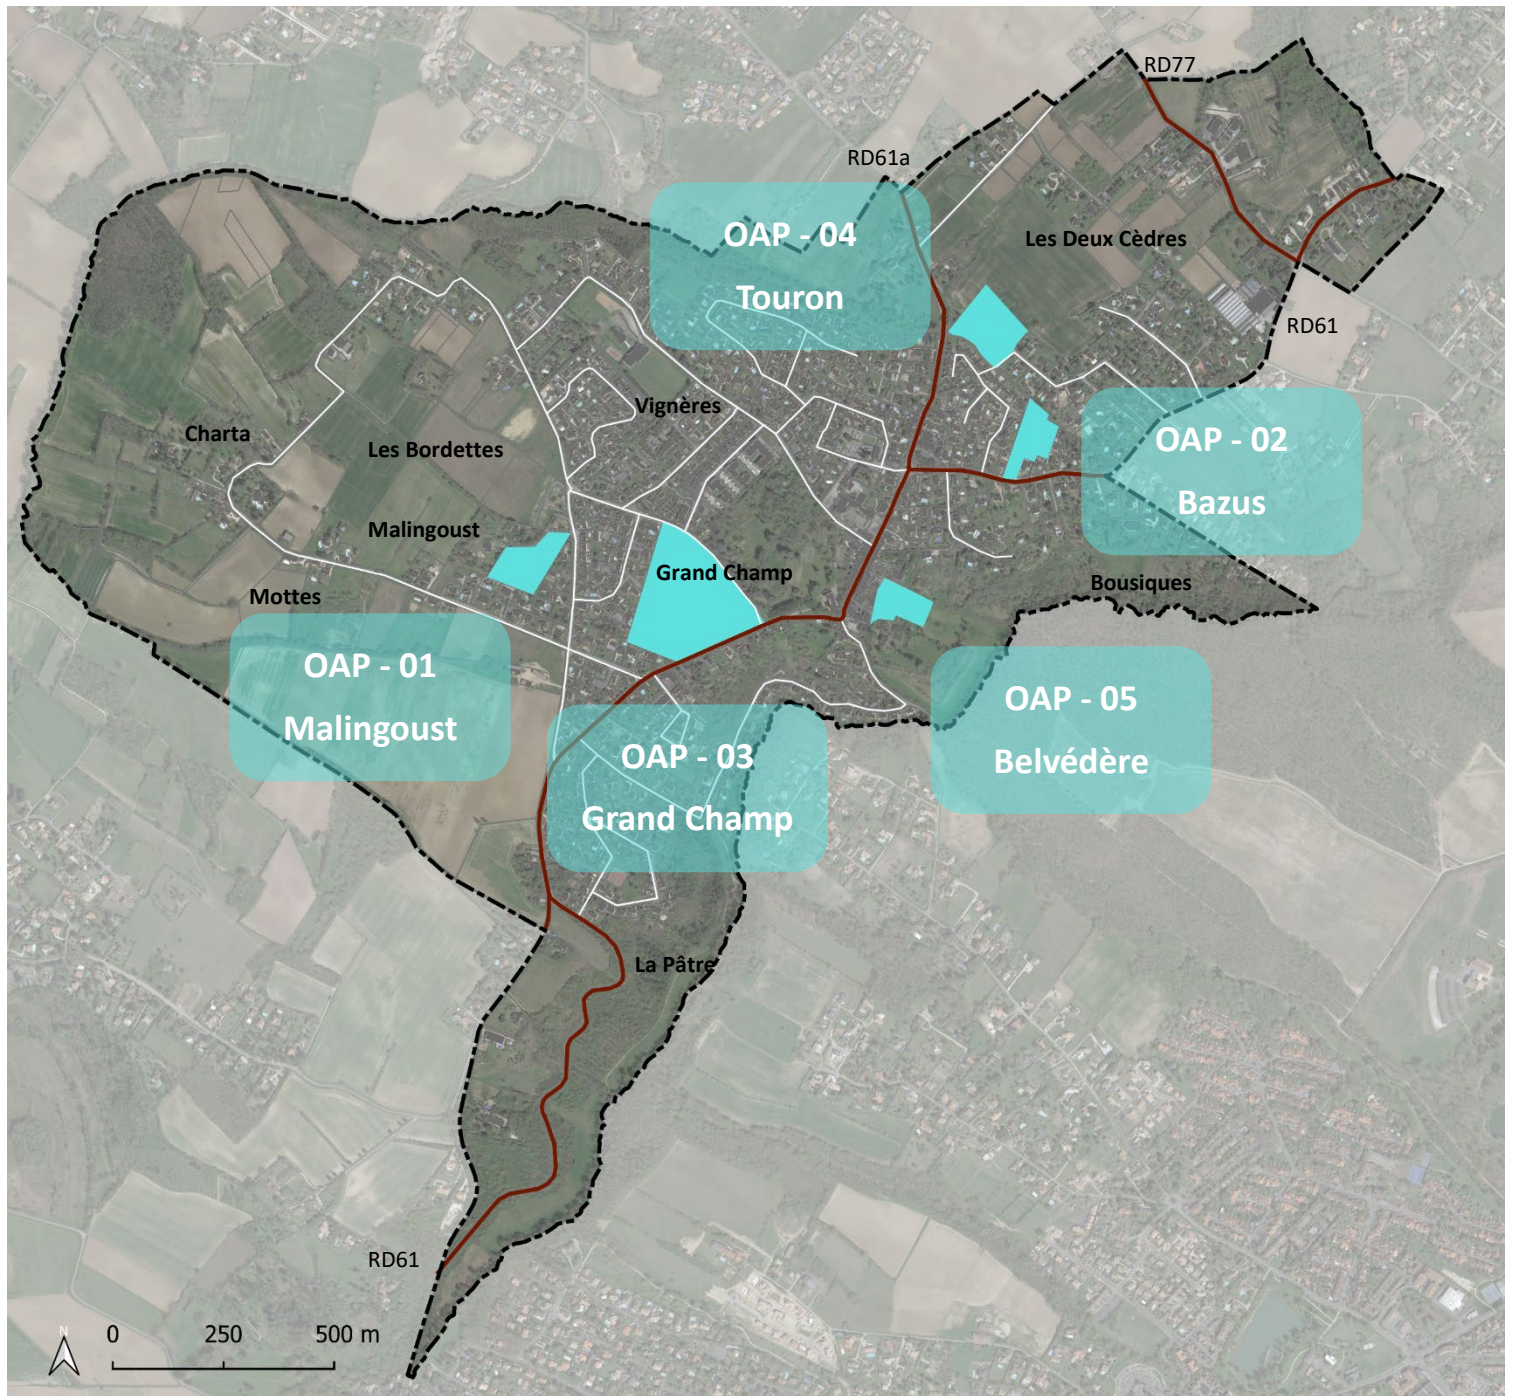 RD77
RD61a
OAP - 04
Touron
Les Deux Cèdres
RD61
Vignères
Charta
Les Bordettes
OAP - 02
Bazus
Malingoust
Grand Champ
Bousiques
Mottes
OAP - 01
Malingoust
OAP - 05
Belvédère
OAP - 03
Grand Champ
La Pâtre
RD61
N
0 250 500 m